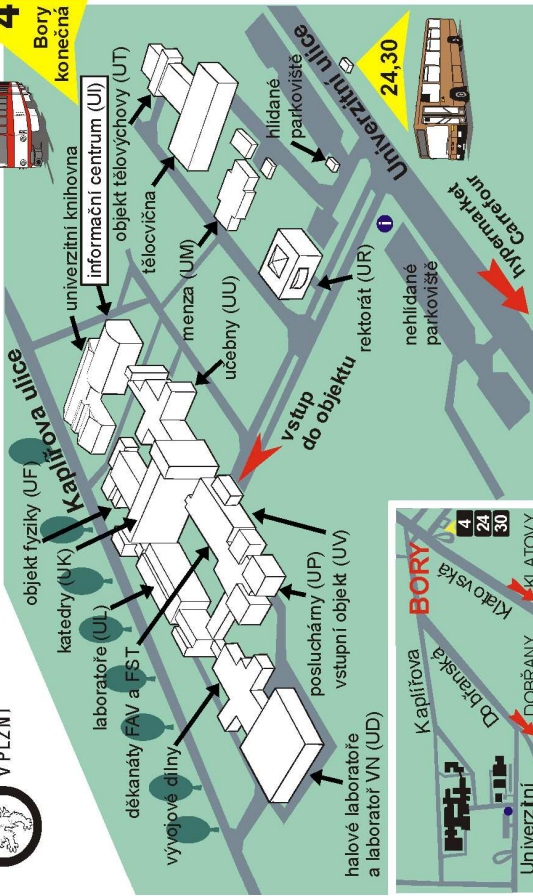 V PLZNI
4
Bory
konečná
Kaplířova ulice
objekt fyziky (UF)
katedry (UK)
laboratoře (UL)
děkanáty FAV a FST
vývojové dílny
univerzitní knihovna
informační centrum (UI)
objekt tělovýchovy (UT)
tělocvična
menza (UM)
učebny (UU)
hlídané
parkoviště
Univerzitní ulice
24,30
rektorát (UR)
i
nehlídané
parkoviště
hypermarket
Carrefour
vstup
do objektu
vstupní objekt (UV)
posluchárny (UP)
halové laboratoře
a laboratoř VN (UD)
BORY
4
24
30
Kaplířova
Klatovská
Dobřanská
KLATOVY
DOBŘANY
Univerzitní